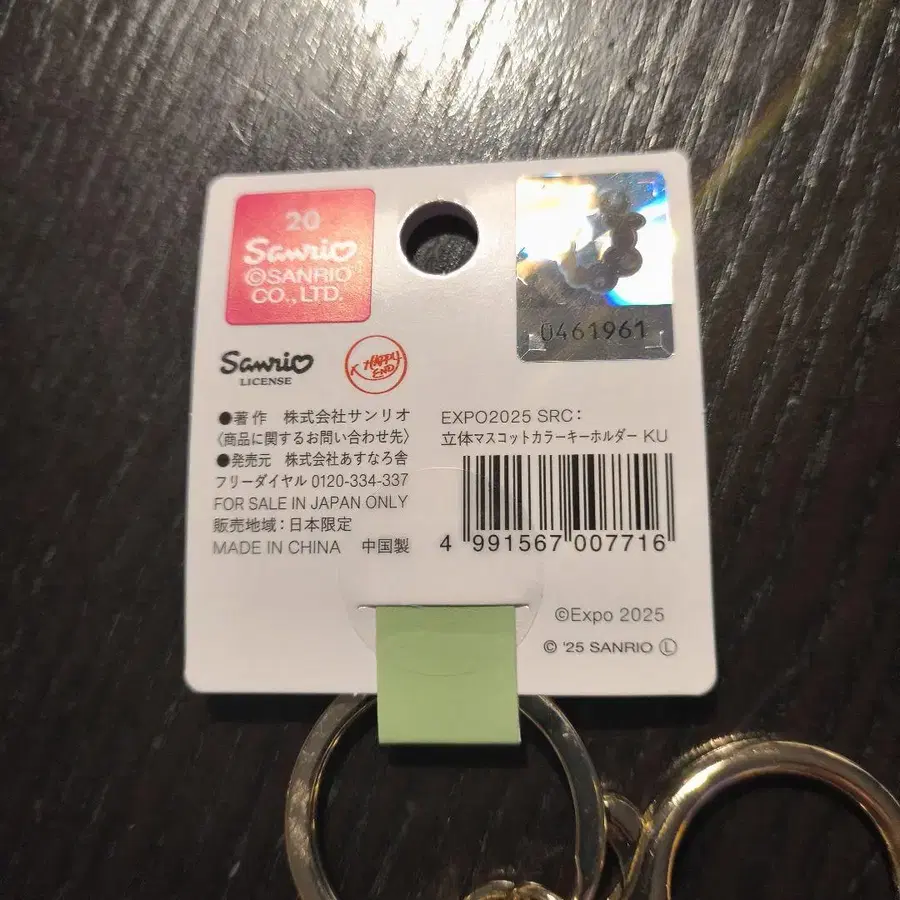 20
Sanrio
©SANRIO
CO.,LTD.
0461961
Sanrio
LICENSE
HAPPY
END
●著作 株式会社サンリオ
〈商品に関するお問い合わせ先〉
●発売元 株式会社あすなろ舎
フリーダイヤル 0120-334-337
FOR SALE IN JAPAN ONLY
販売地域:日本限定
MADE IN CHINA 中国製
EXPO2025 SRC:
立体マスコットカラーキーホルダー KU
4 991567 007716
©Expo 2025
© '25 SANRIO Ⓛ